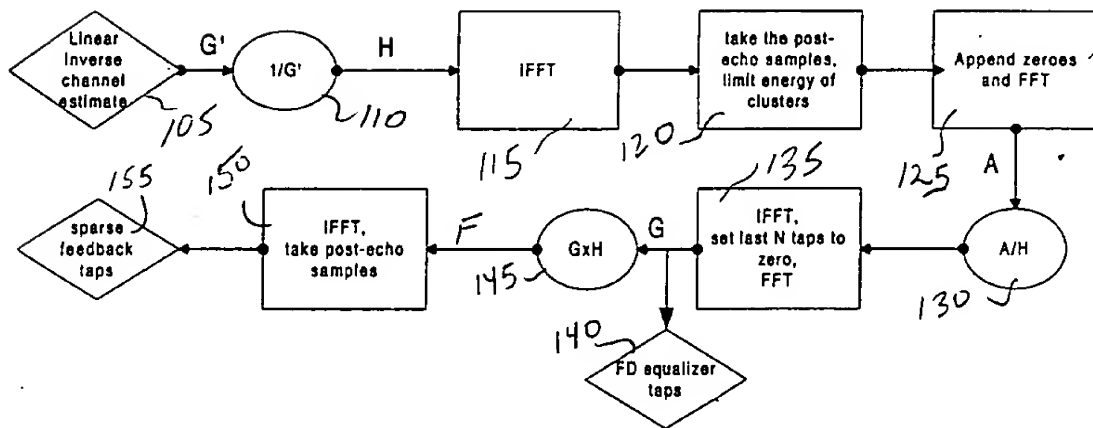 Linear
Inverse
channel
estimate
105
G'
1/G'
110
H
IFFT
115
take the post-
echo samples,
limit energy of
clusters
120
Append zeroes
and FFT
125
A
A/H
130
135
IFFT,
set last N taps to
zero,
FFT
G
140
FD equalizer
taps
GxH
145
F
150
IFFT,
take post-echo
samples
155
sparse
feedback
taps